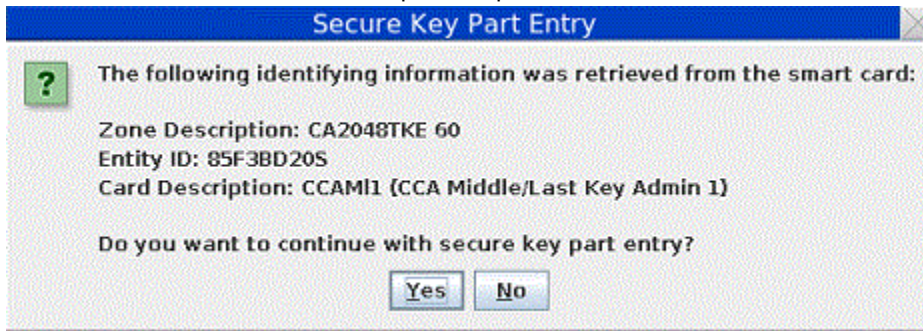 Secure Key Part Entry
The following identifying information was retrieved from the smart card:
Zone Description: CA2048TKE 60
Entity ID: 85F3BD20S
Card Description: CCAMl1 (CCA Middle/Last Key Admin 1)
Do you want to continue with secure key part entry?
Yes No